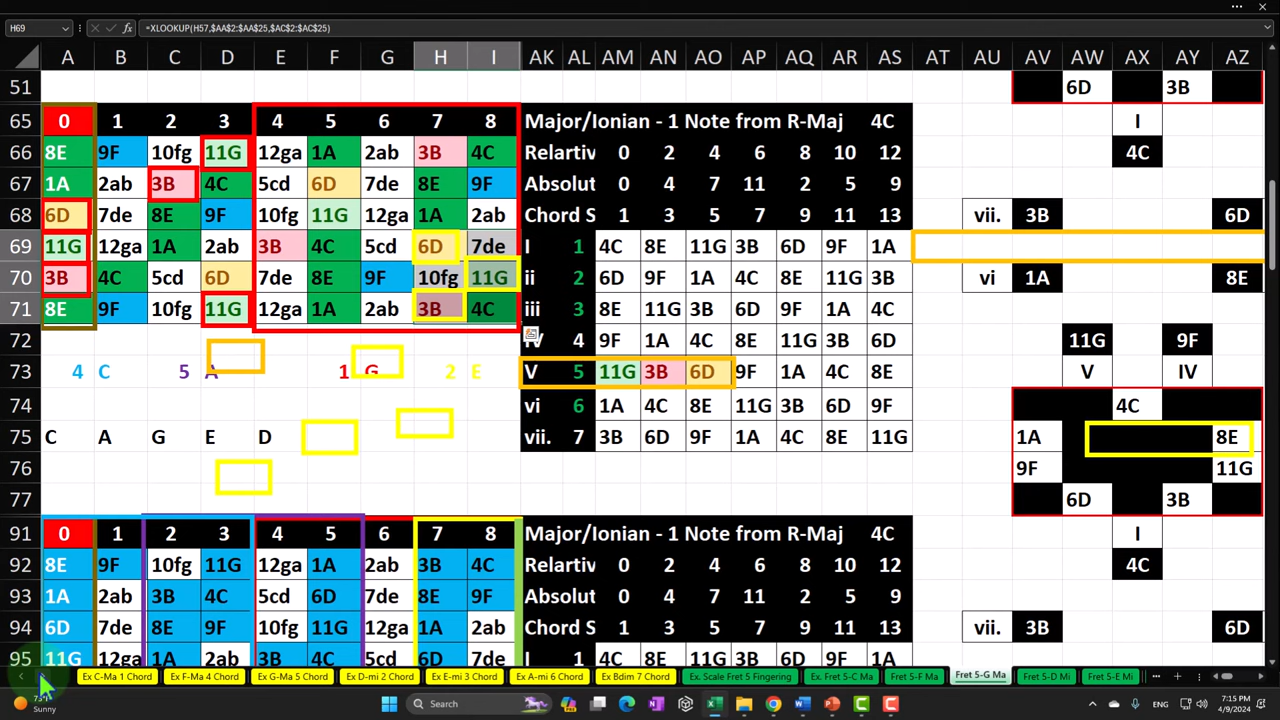 H69 fx =XLOOKUP(H57,$AA$2:$AA$25,$AC$2:$AC$25)
A B C D E F G H I AK AL AM AN AO AP AQ AR AS AT AU AV AW AX AY AZ
51 6D 3B
65 0 1 2 3 4 5 6 7 8 Major/Ionian - 1 Note from R-Maj 4C I
66 8E 9F 10fg 11G 12ga 1A 2ab 3B 4C Relartiv 0 2 4 6 8 10 12 4C
67 1A 2ab 3B 4C 5cd 6D 7de 8E 9F Absolut 0 4 7 11 2 5 9
68 6D 7de 8E 9F 10fg 11G 12ga 1A 2ab Chord S 1 3 5 7 9 11 13 vii. 3B 6D
69 11G 12ga 1A 2ab 3B 4C 5cd 6D 7de I 1 4C 8E 11G 3B 6D 9F 1A
70 3B 4C 5cd 6D 7de 8E 9F 10fg 11G ii 2 6D 9F 1A 4C 8E 11G 3B vi 1A 8E
71 8E 9F 10fg 11G 12ga 1A 2ab 3B 4C iii 3 8E 11G 3B 6D 9F 1A 4C
72 4 9F 1A 4C 8E 11G 3B 6D 11G 9F
73 4 C 5 A 1 G 2 E V 5 11G 3B 6D 9F 1A 4C 8E V IV
74 vi 6 1A 4C 8E 11G 3B 6D 9F 4C
75 C A G E D vii. 7 3B 6D 9F 1A 4C 8E 11G 1A 8E
76 9F 11G
77 6D 3B
91 0 1 2 3 4 5 6 7 8 Major/Ionian - 1 Note from R-Maj 4C I
92 8E 9F 10fg 11G 12ga 1A 2ab 3B 4C Relartiv 0 2 4 6 8 10 12 4C
93 1A 2ab 3B 4C 5cd 6D 7de 8E 9F Absolut 0 4 7 11 2 5 9
94 6D 7de 8E 9F 10fg 11G 12ga 1A 2ab Chord S 1 3 5 7 9 11 13 vii. 3B 6D
95 11G 12ga 1A 2ab 3B 4C 5cd 6D 7de I 1 4C 8E 11G 3B 6D 9F 1A
Ex C-Ma 1 Chord Ex F-Ma 4 Chord Ex G-Ma 5 Chord Ex D-mi 2 Chord Ex E-mi 3 Chord Ex A-mi 6 Chord Ex Bdim 7 Chord Ex. Scale Fret 5 Fingering Ex. Fret 5-C Ma Fret 5-F Ma Fret 5-G Ma Fret 5-D Mi Fret 5-E Mi
Sunny Search 7:15 PM
4/9/2024